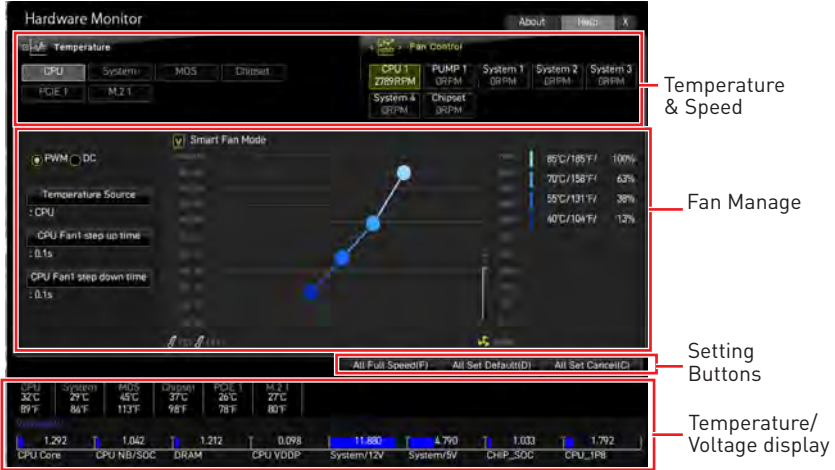 Hardware Monitor
About Help X
Temperature
Fan Control
CPU System MOS Chipset
PCIE 1 M.2 1
CPU 1 PUMP 1 System 1 System 2 System 3
2789RPM 0RPM 0RPM 0RPM 0RPM
System 4 Chipset
0RPM 0RPM
Temperature & Speed
Smart Fan Mode
PWM DC
Temperature Source
: CPU
CPU Fan1 step up time
: 0.1s
CPU Fan1 step down time
: 0.1s
85°C/185°F/ 100%
70°C/158°F/ 63%
55°C/131°F/ 38%
40°C/104°F/ 13%
Fan Manage
All Full Speed(F) All Set Default(D) All Set Cancel(C)
Setting
Buttons
CPU System MOS Chipset PCIE 1 M.2 1
32°C 29°C 45°C 37°C 26°C 27°C
89°F 84°F 113°F 98°F 78°F 80°F
1.292 1.042 1.212 0.098 11.880 4.790 1.033 1.792
CPU Core CPU NB/SOC DRAM CPU VDDP System/12V System/5V CHIP_SOC CPU_1P8
Temperature/
Voltage display